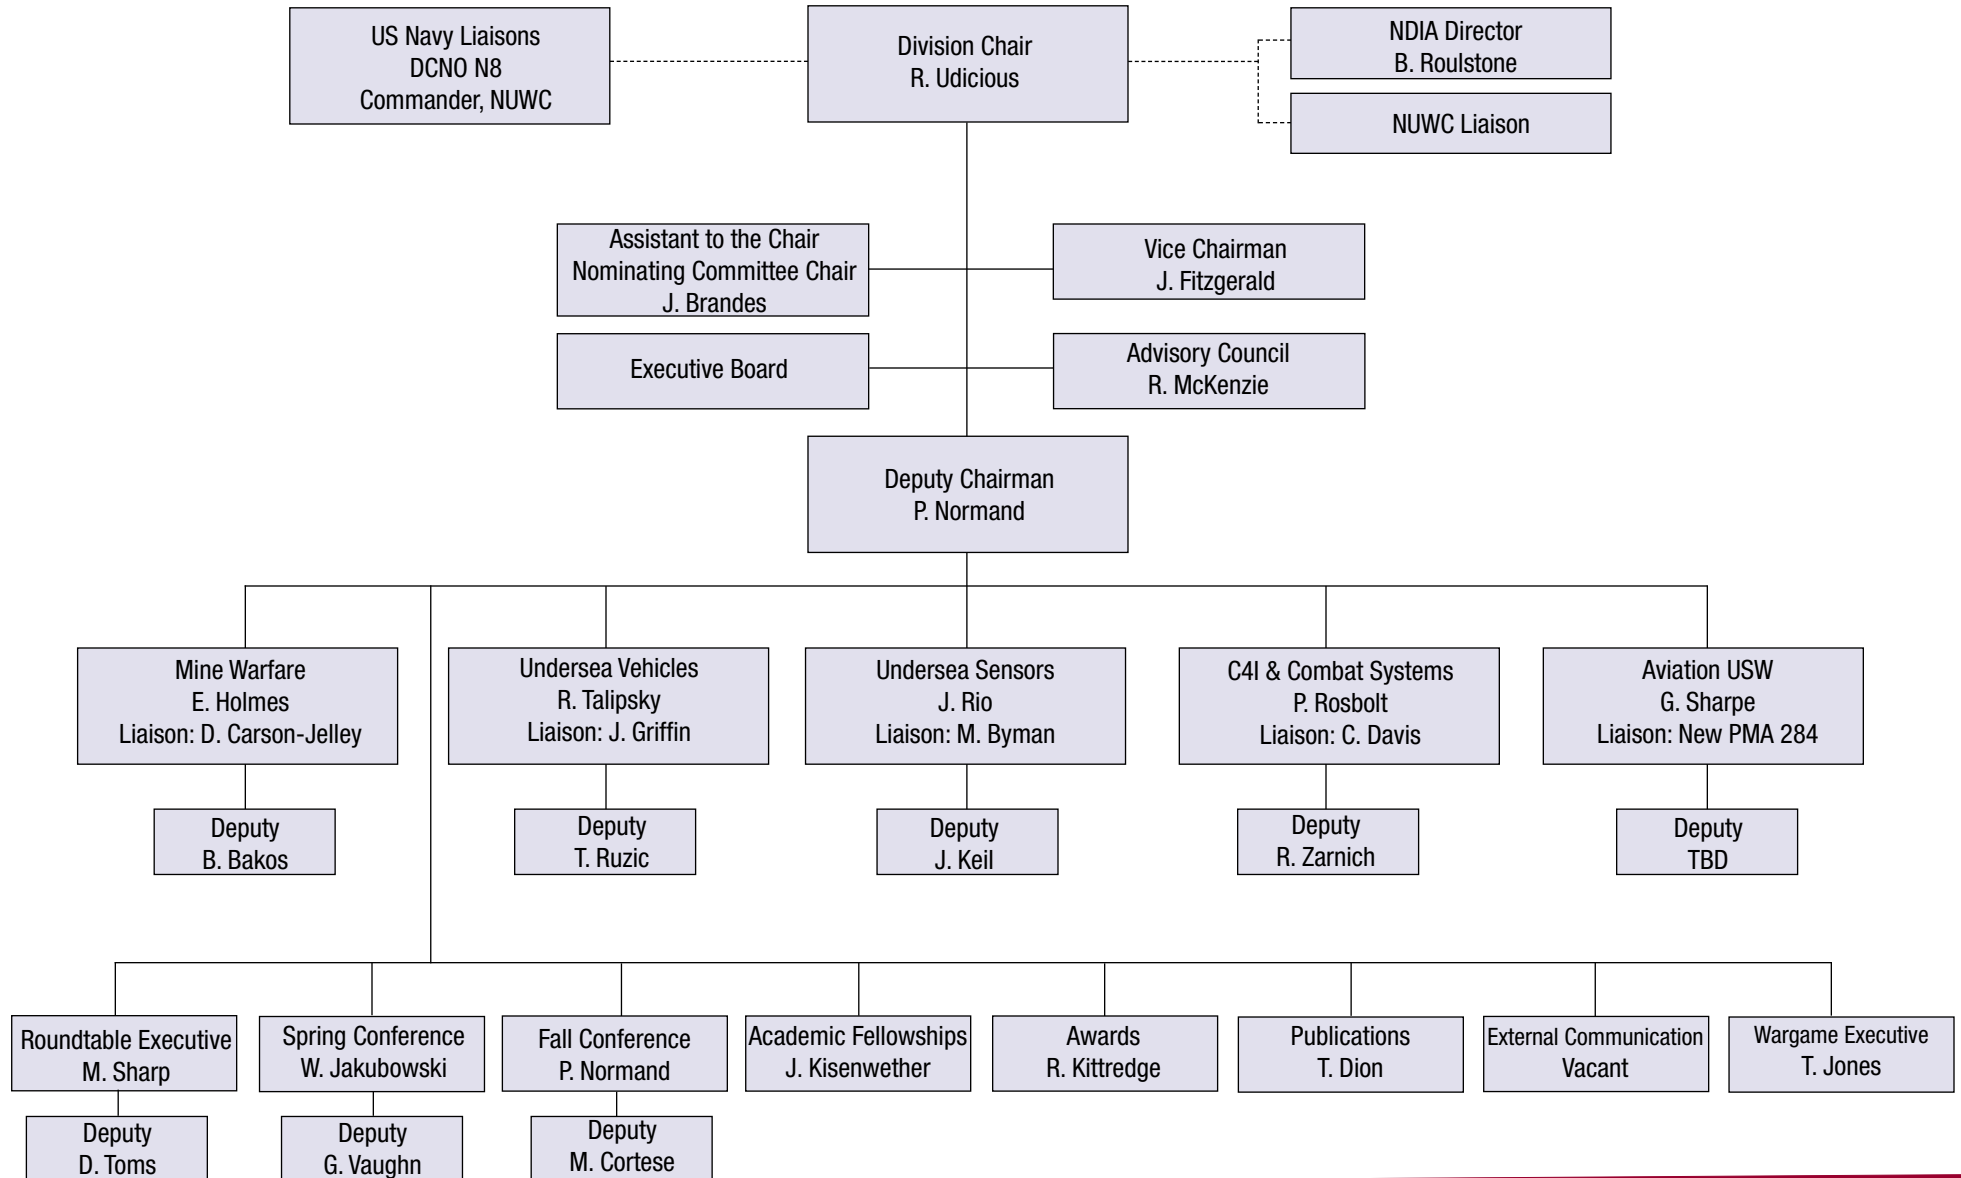 US Navy Liaisons
DCNO N8
Commander, NUWC
Division Chair
R. Udicious
NDIA Director
B. Roulstone
NUWC Liaison
Assistant to the Chair
Nominating Committee Chair
J. Brandes
Vice Chairman
J. Fitzgerald
Executive Board
Advisory Council
R. McKenzie
Deputy Chairman
P. Normand
Mine Warfare
E. Holmes
Liaison: D. Carson-Jelley
Undersea Vehicles
R. Talipsky
Liaison: J. Griffin
Undersea Sensors
J. Rio
Liaison: M. Byman
C4I & Combat Systems
P. Rosbolt
Liaison: C. Davis
Aviation USW
G. Sharpe
Liaison: New PMA 284
Deputy
B. Bakos
Deputy
T. Ruzic
Deputy
J. Keil
Deputy
R. Zarnich
Deputy
TBD
Roundtable Executive
M. Sharp
Spring Conference
W. Jakubowski
Fall Conference
P. Normand
Academic Fellowships
J. Kisenwether
Awards
R. Kittredge
Publications
T. Dion
External Communication
Vacant
Wargame Executive
T. Jones
Deputy
D. Toms
Deputy
G. Vaughn
Deputy
M. Cortese